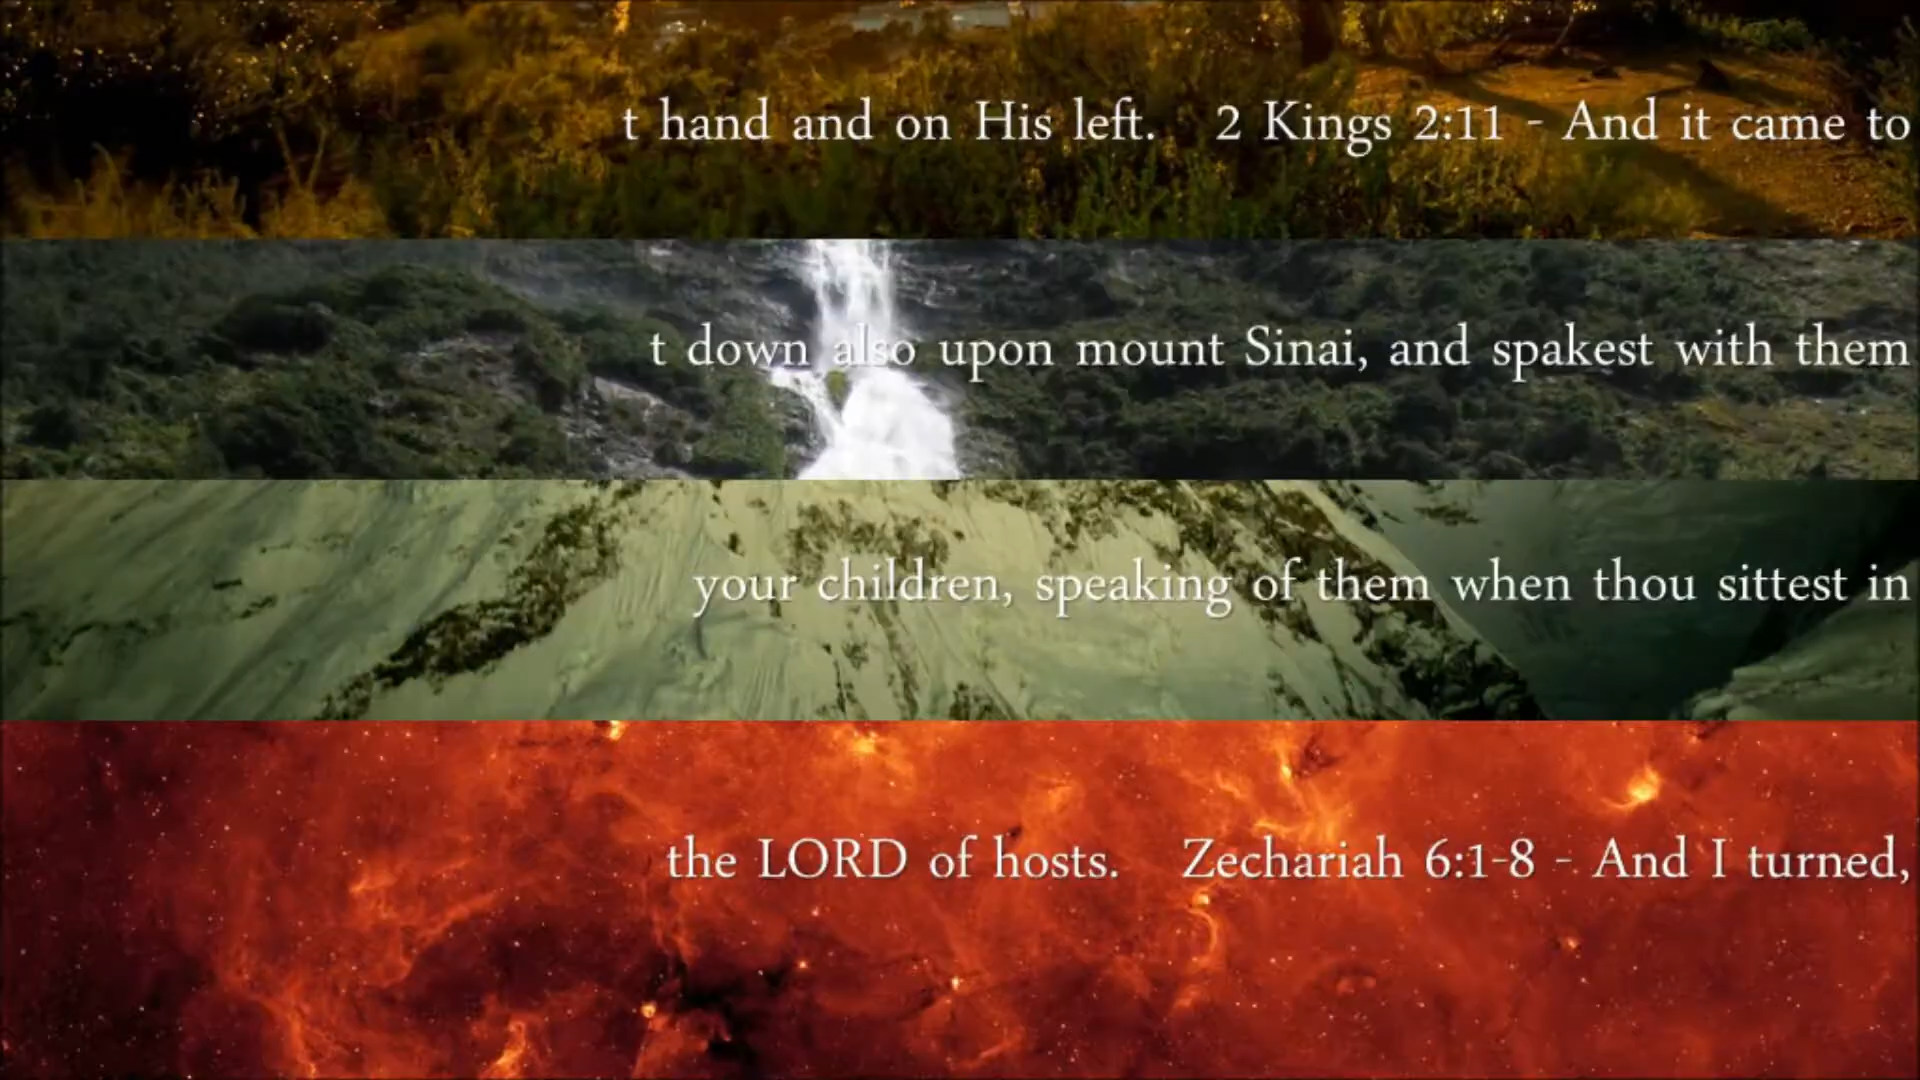 t hand and on His left. 2 Kings 2:11 - And it came to
t down also upon mount Sinai, and spakest with them
your children, speaking of them when thou sittest in
the LORD of hosts. Zechariah 6:1-8 - And I turned,